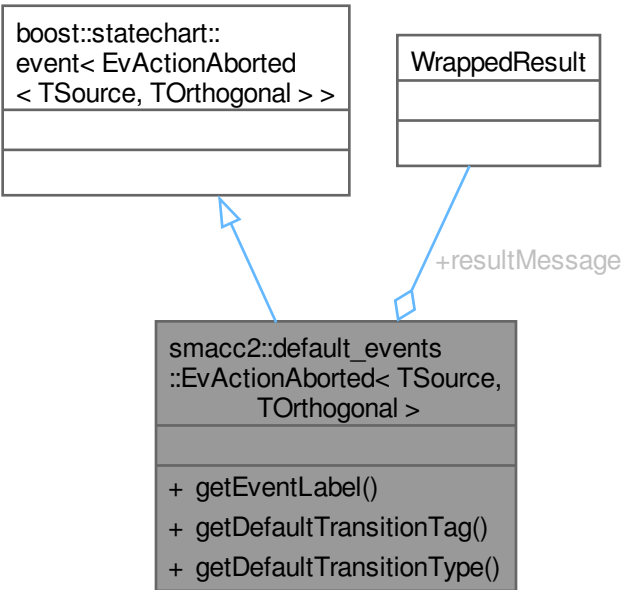 boost::statechart::
event< EvActionAborted
< TSource, TOrthogonal > >
WrappedResult
+resultMessage
smacc2::default_events
::EvActionAborted< TSource,
TOrthogonal >
+ getEventLabel()
+ getDefaultTransitionTag()
+ getDefaultTransitionType()